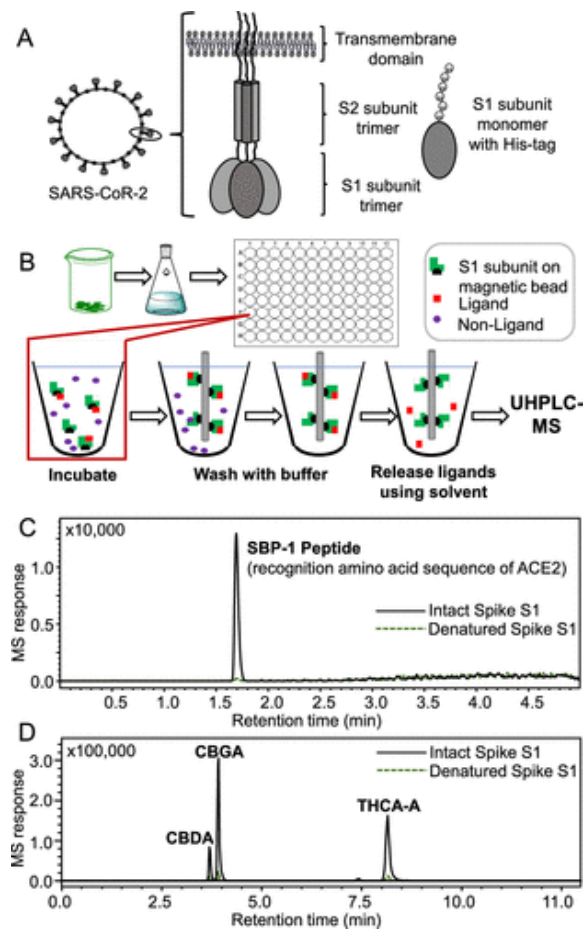 A
SARS-CoR-2
Transmembrane
domain
S2 subunit
trimer
S1 subunit
trimer
S1 subunit
monomer
with His-tag
B
S1 subunit on
magnetic bead
Ligand
Non-Ligand
Incubate
Wash with buffer
Release ligands
using solvent
UHPLC-
MS
C
x10,000
SBP-1 Peptide
(recognition amino acid sequence of ACE2)
Intact Spike S1
Denatured Spike S1
MS response
1.0
0.5
0.0
0.5 1.0 1.5 2.0 2.5 3.0 3.5 4.0 4.5
Retention time (min)
D
x100,000
CBGA
CBDA
THCA-A
Intact Spike S1
Denatured Spike S1
MS response
3.0
2.0
1.0
0.0
0.0 2.5 5.0 7.5 10.0
Retention time (min)